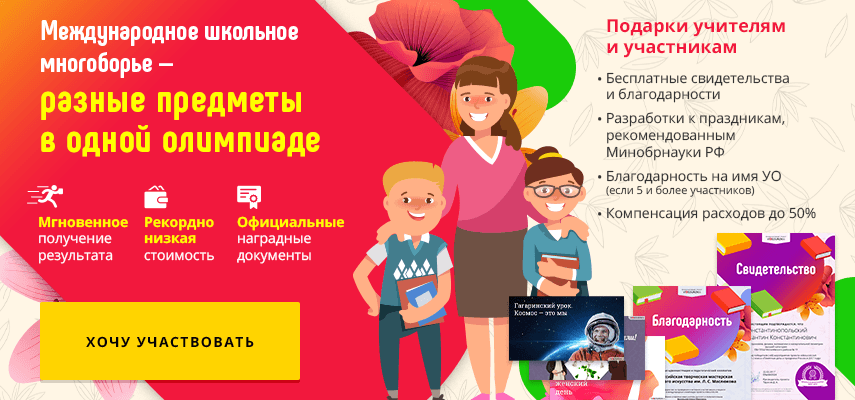 Международное школьное
многоборье –
разные предметы
в одной олимпиаде
Мгновенное
получение
результата
Рекордно
низкая
стоимость
Официальные
наградные
документы
ХОЧУ УЧАСТВОВАТЬ
Подарки учителям
и участникам
• Бесплатные свидетельства
и благодарности
• Разработки к праздникам,
рекомендованным
Минобрнауки РФ
• Благодарность на имя УО
(если 5 и более участников)
• Компенсация расходов до 50%
Гагаринский урок.
Космос – это мы
женский
день
Благодарность
Свидетельство